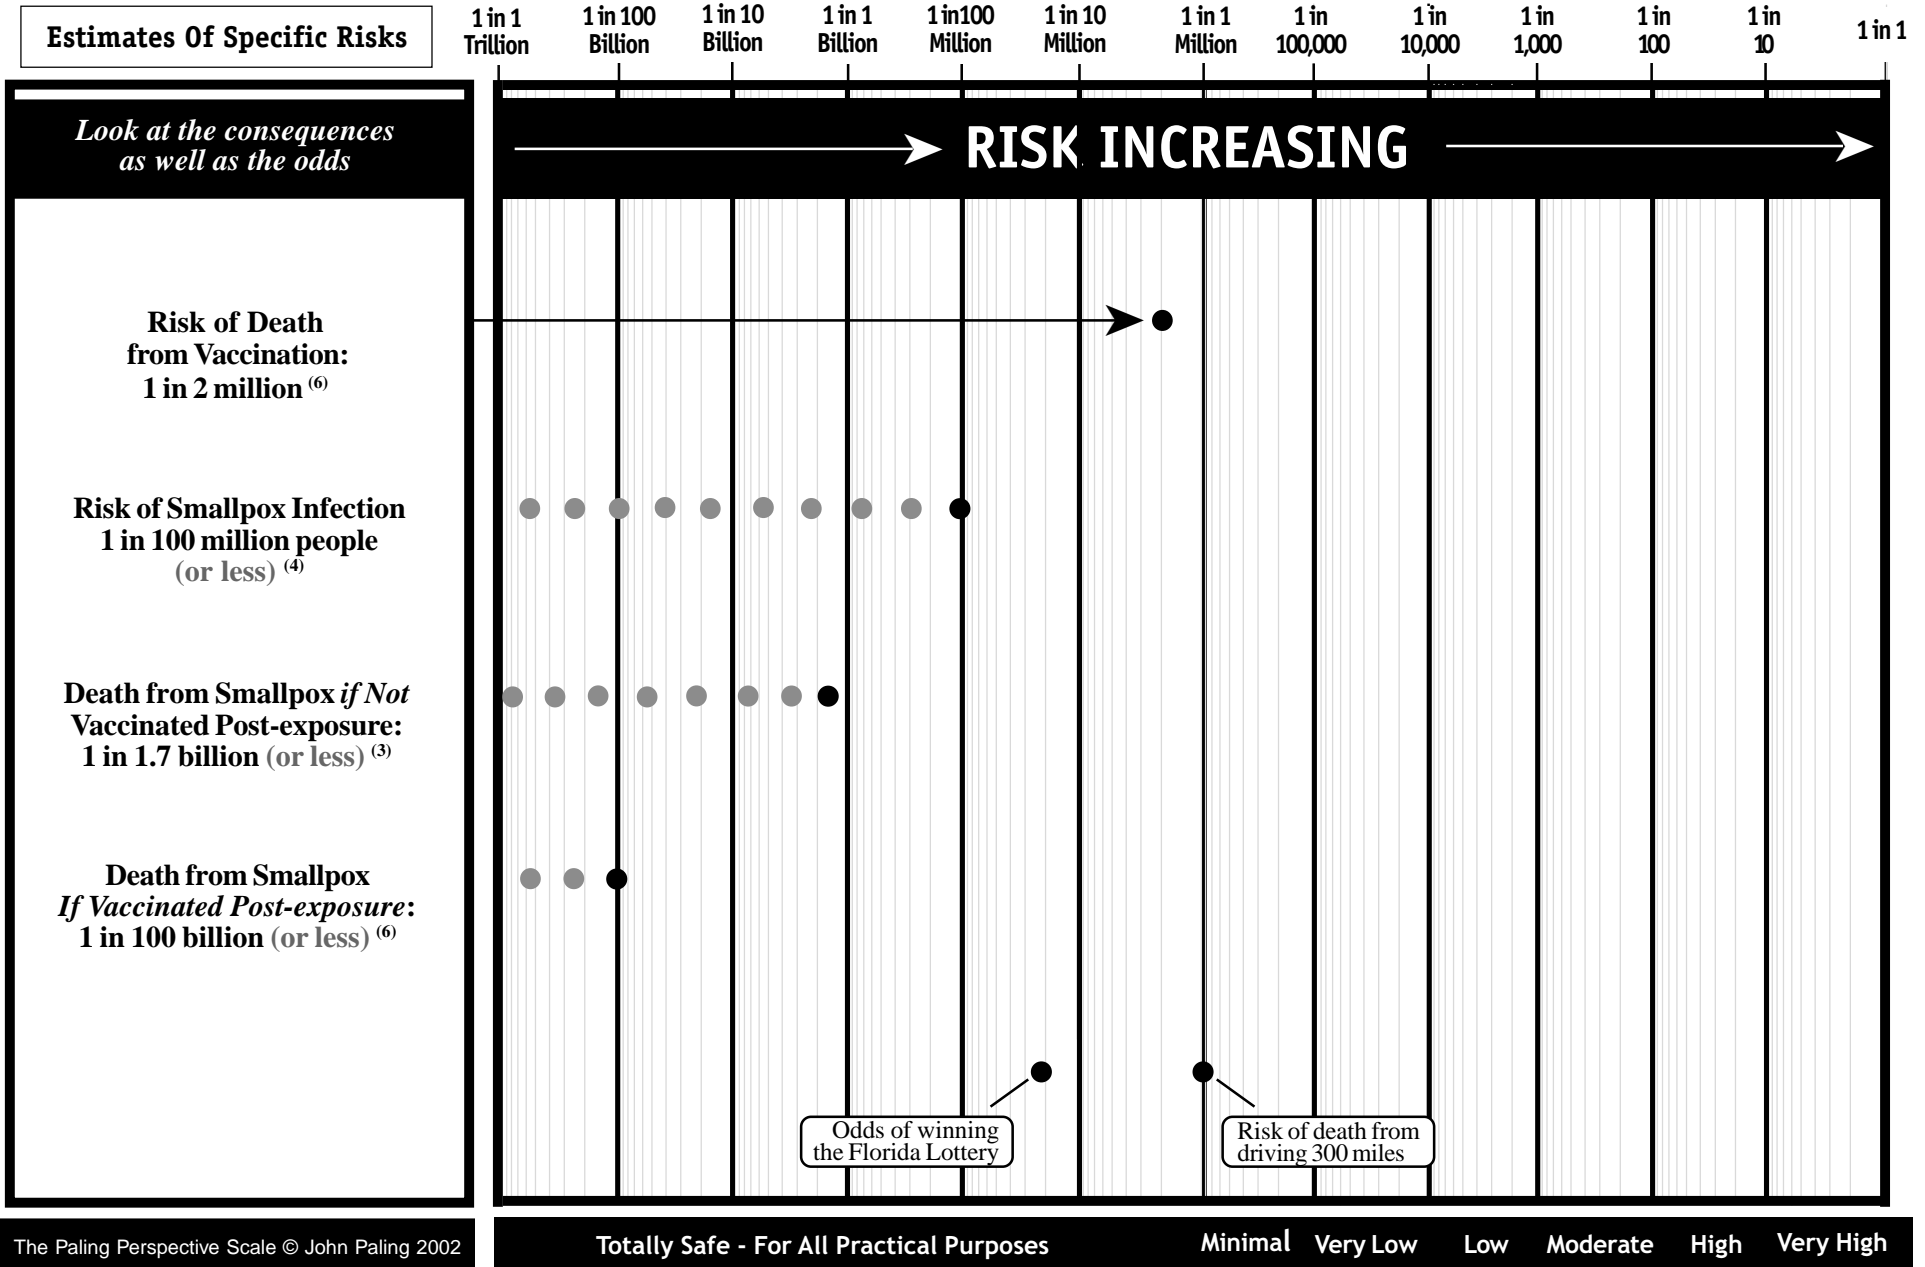 Estimates Of Specific Risks
1 in 1 Trillion
1 in 100 Billion
1 in 10 Billion
1 in 1 Billion
1 in100 Million
1 in 10 Million
1 in 1 Million
1 in 100,000
1 in 10,000
1 in 1,000
1 in 100
1 in 10
1 in 1
Look at the consequences
as well as the odds
RISK INCREASING
Risk of Death
from Vaccination:
1 in 2 million (6)
Risk of Smallpox Infection
1 in 100 million people
(or less) (4)
Death from Smallpox if Not
Vaccinated Post-exposure:
1 in 1.7 billion (or less) (3)
Death from Smallpox
If Vaccinated Post-exposure:
1 in 100 billion (or less) (6)
Odds of winning
the Florida Lottery
Risk of death from
driving 300 miles
The Paling Perspective Scale © John Paling 2002
Totally Safe - For All Practical Purposes
Minimal
Very Low
Low
Moderate
High
Very High